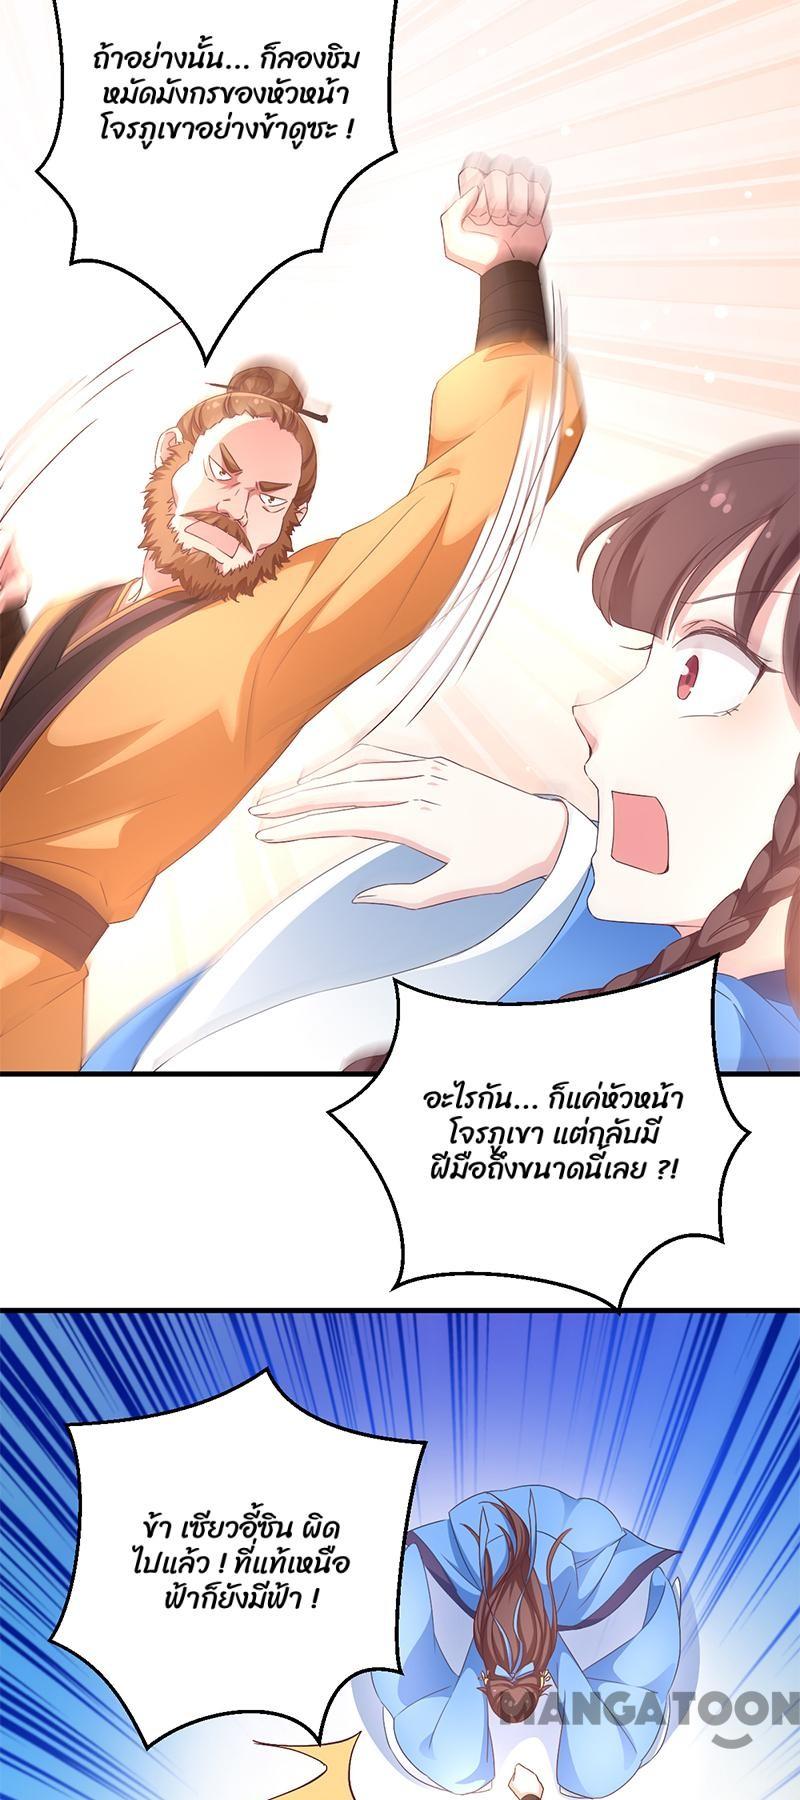 ถ้าอย่างนั้น... ก็ลองชิม
หมัดมังกรของหัวหน้า
โจรภูเขาอย่างข้าดูซะ !
อะไรกัน... ก็แค่หัวหน้า
โจรภูเขา แต่กลับมี
ฝีมือถึงขนาดนี้เลย ?!
ข้า เซียวอี้ซิน ผิด
ไปแล้ว ! ที่แท้เหนือ
ฟ้าก็ยังมีฟ้า !
MANGATOON